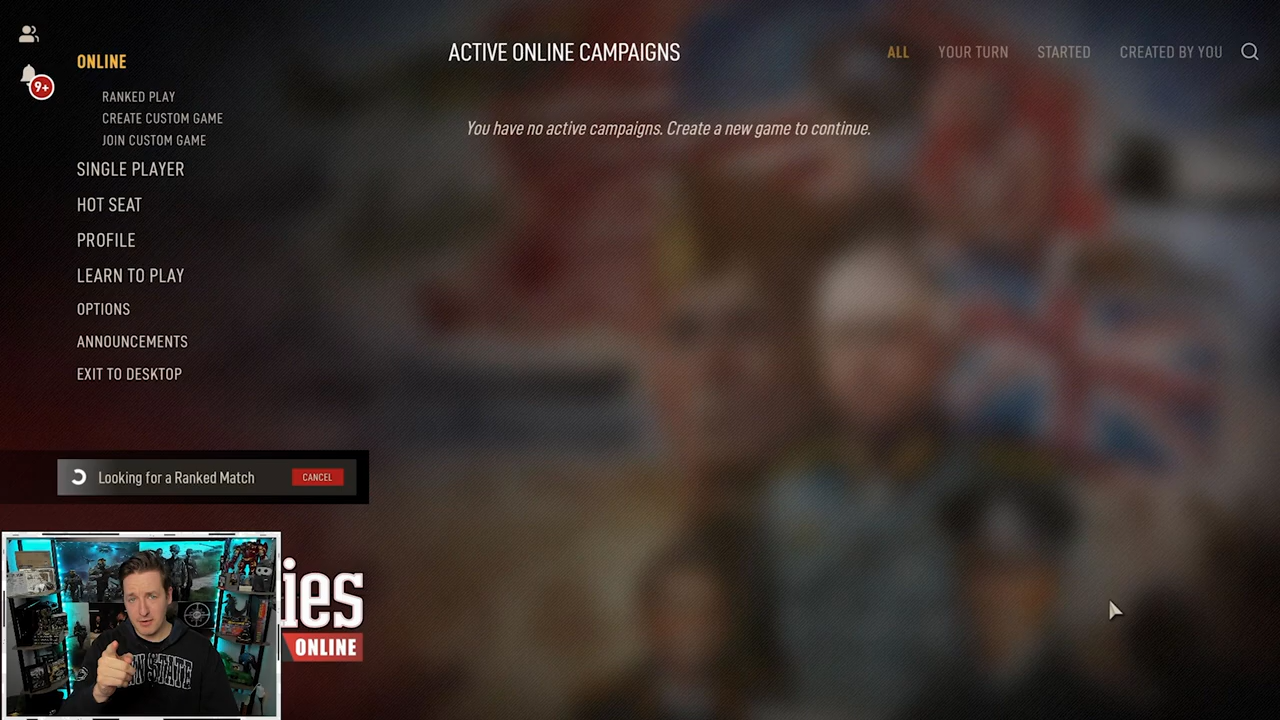 ONLINE
9+
RANKED PLAY
CREATE CUSTOM GAME
JOIN CUSTOM GAME
SINGLE PLAYER
HOT SEAT
PROFILE
LEARN TO PLAY
OPTIONS
ANNOUNCEMENTS
EXIT TO DESKTOP
ACTIVE ONLINE CAMPAIGNS
ALL YOUR TURN STARTED CREATED BY YOU
You have no active campaigns. Create a new game to continue.
Looking for a Ranked Match CANCEL
ies
ONLINE
STATE